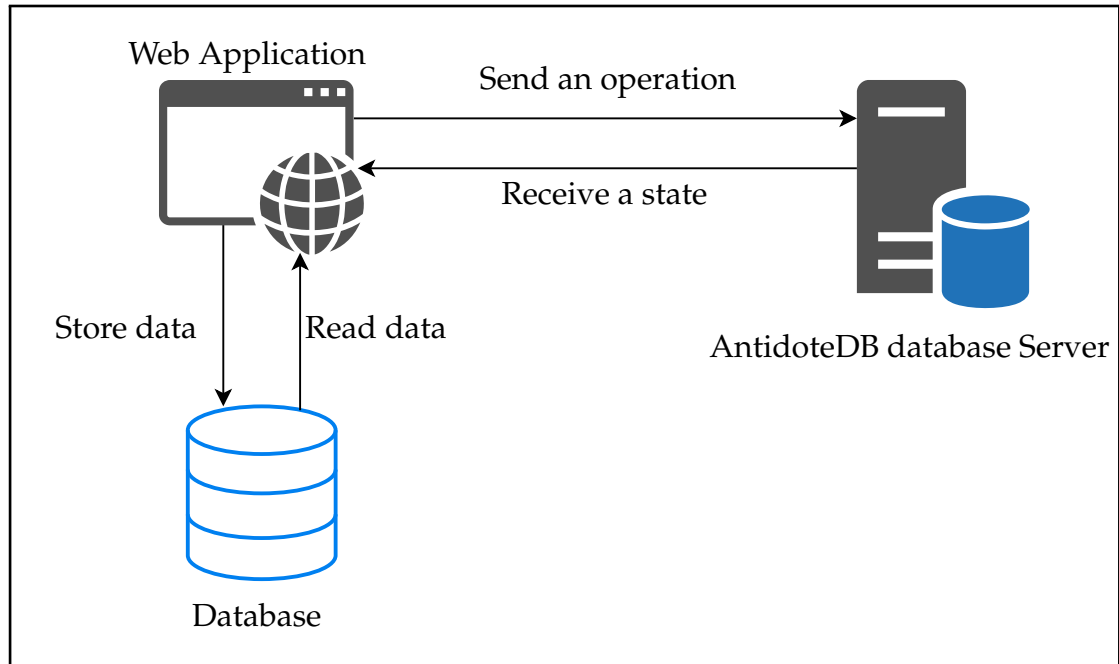 Web Application
Send an operation
Receive a state
Store data
Read data
AntidoteDB database Server
Database